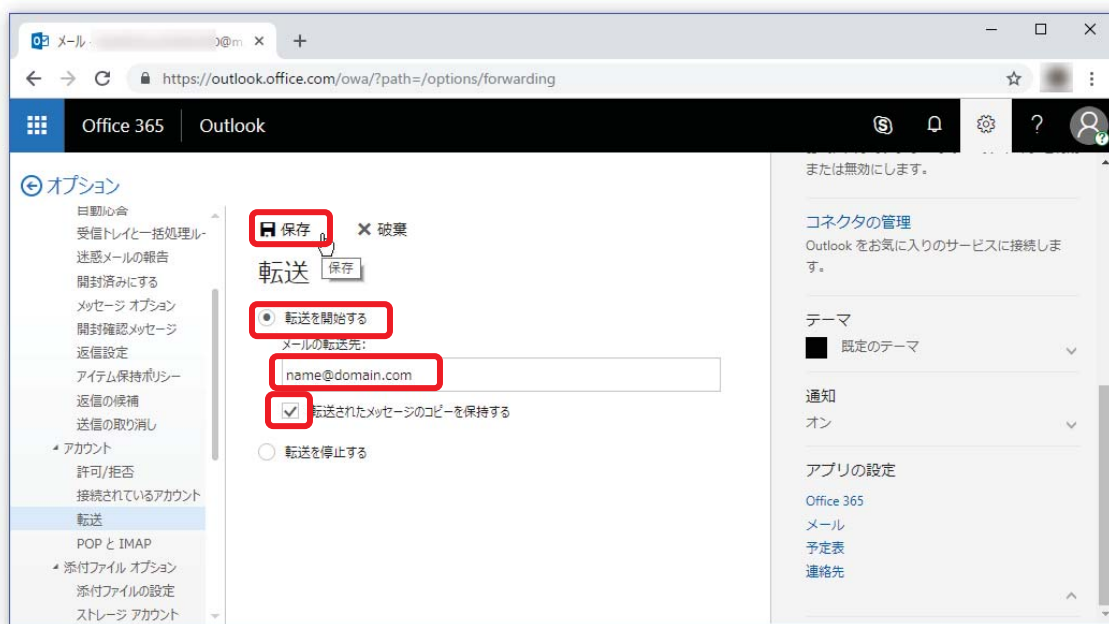 メール -
@m
https://outlook.office.com/owa/?path=/options/forwarding
Office 365
Outlook
オプション
自動応答
受信トレイと一括処理ルー
迷惑メールの報告
開封済みにする
メッセージ オプション
開封確認メッセージ
返信設定
アイテム保持ポリシー
返信の候補
送信の取り消し
アカウント
許可/拒否
接続されているアカウント
転送
POP と IMAP
添付ファイル オプション
添付ファイルの設定
ストレージ アカウント
保存
破棄
転送
保存
転送を開始する
メールの転送先:
name@domain.com
転送されたメッセージのコピーを保持する
転送を停止する
または無効にします。
コネクタの管理
Outlook をお気に入りのサービスに接続しま
す。
テーマ
既定のテーマ
通知
オン
アプリの設定
Office 365
メール
予定表
連絡先